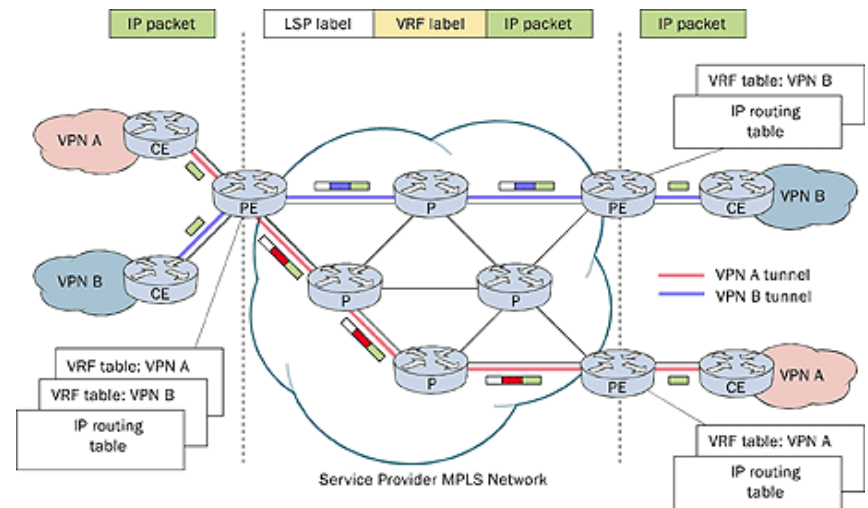 IP packet
LSP label
VRF label
IP packet
IP packet
VRF table: VPN B
IP routing
table
VPN A
CE
PE
P
PE
CE
VPN B
VPN B
CE
P
P
VPN A tunnel
VPN B tunnel
P
PE
CE
VPN A
VRF table: VPN A
VRF table: VPN B
IP routing
table
VRF table: VPN A
IP routing
table
Service Provider MPLS Network